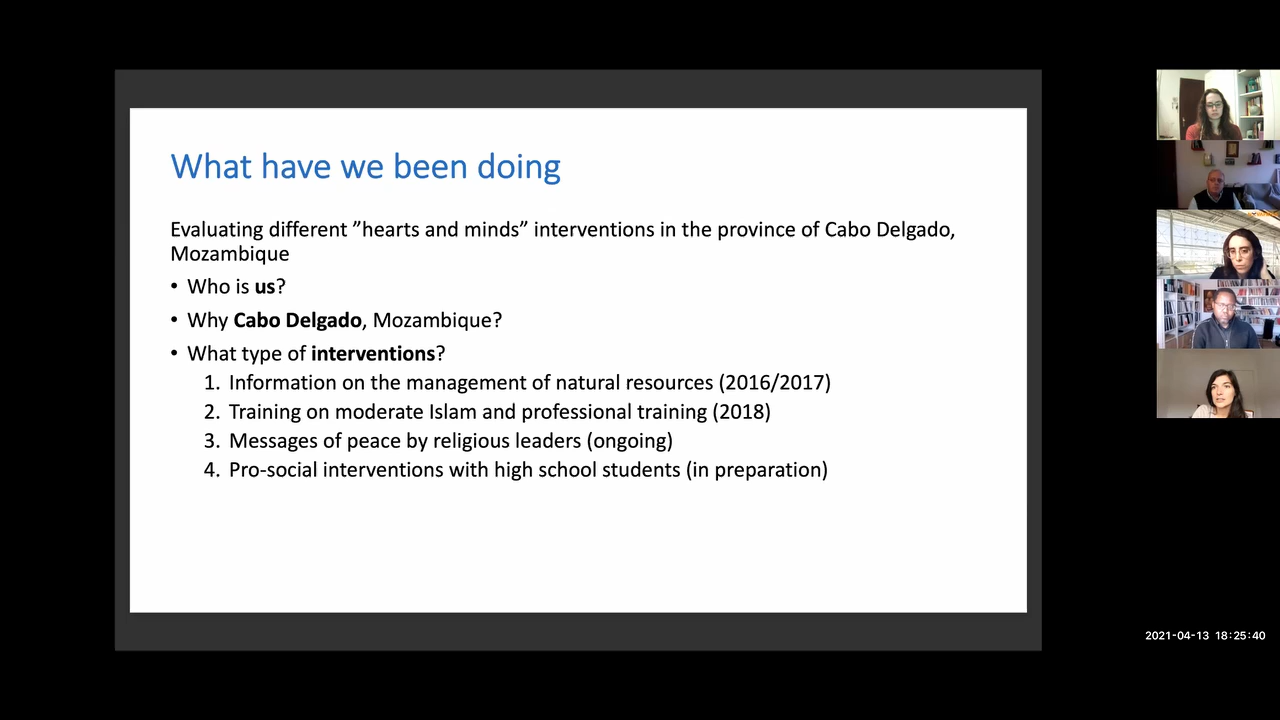 What have we been doing
Evaluating different ”hearts and minds” interventions in the province of Cabo Delgado,
Mozambique
• Who is us?
• Why Cabo Delgado, Mozambique?
• What type of interventions?
1. Information on the management of natural resources (2016/2017)
2. Training on moderate Islam and professional training (2018)
3. Messages of peace by religious leaders (ongoing)
4. Pro-social interventions with high school students (in preparation)
2021-04-13 18:25:40